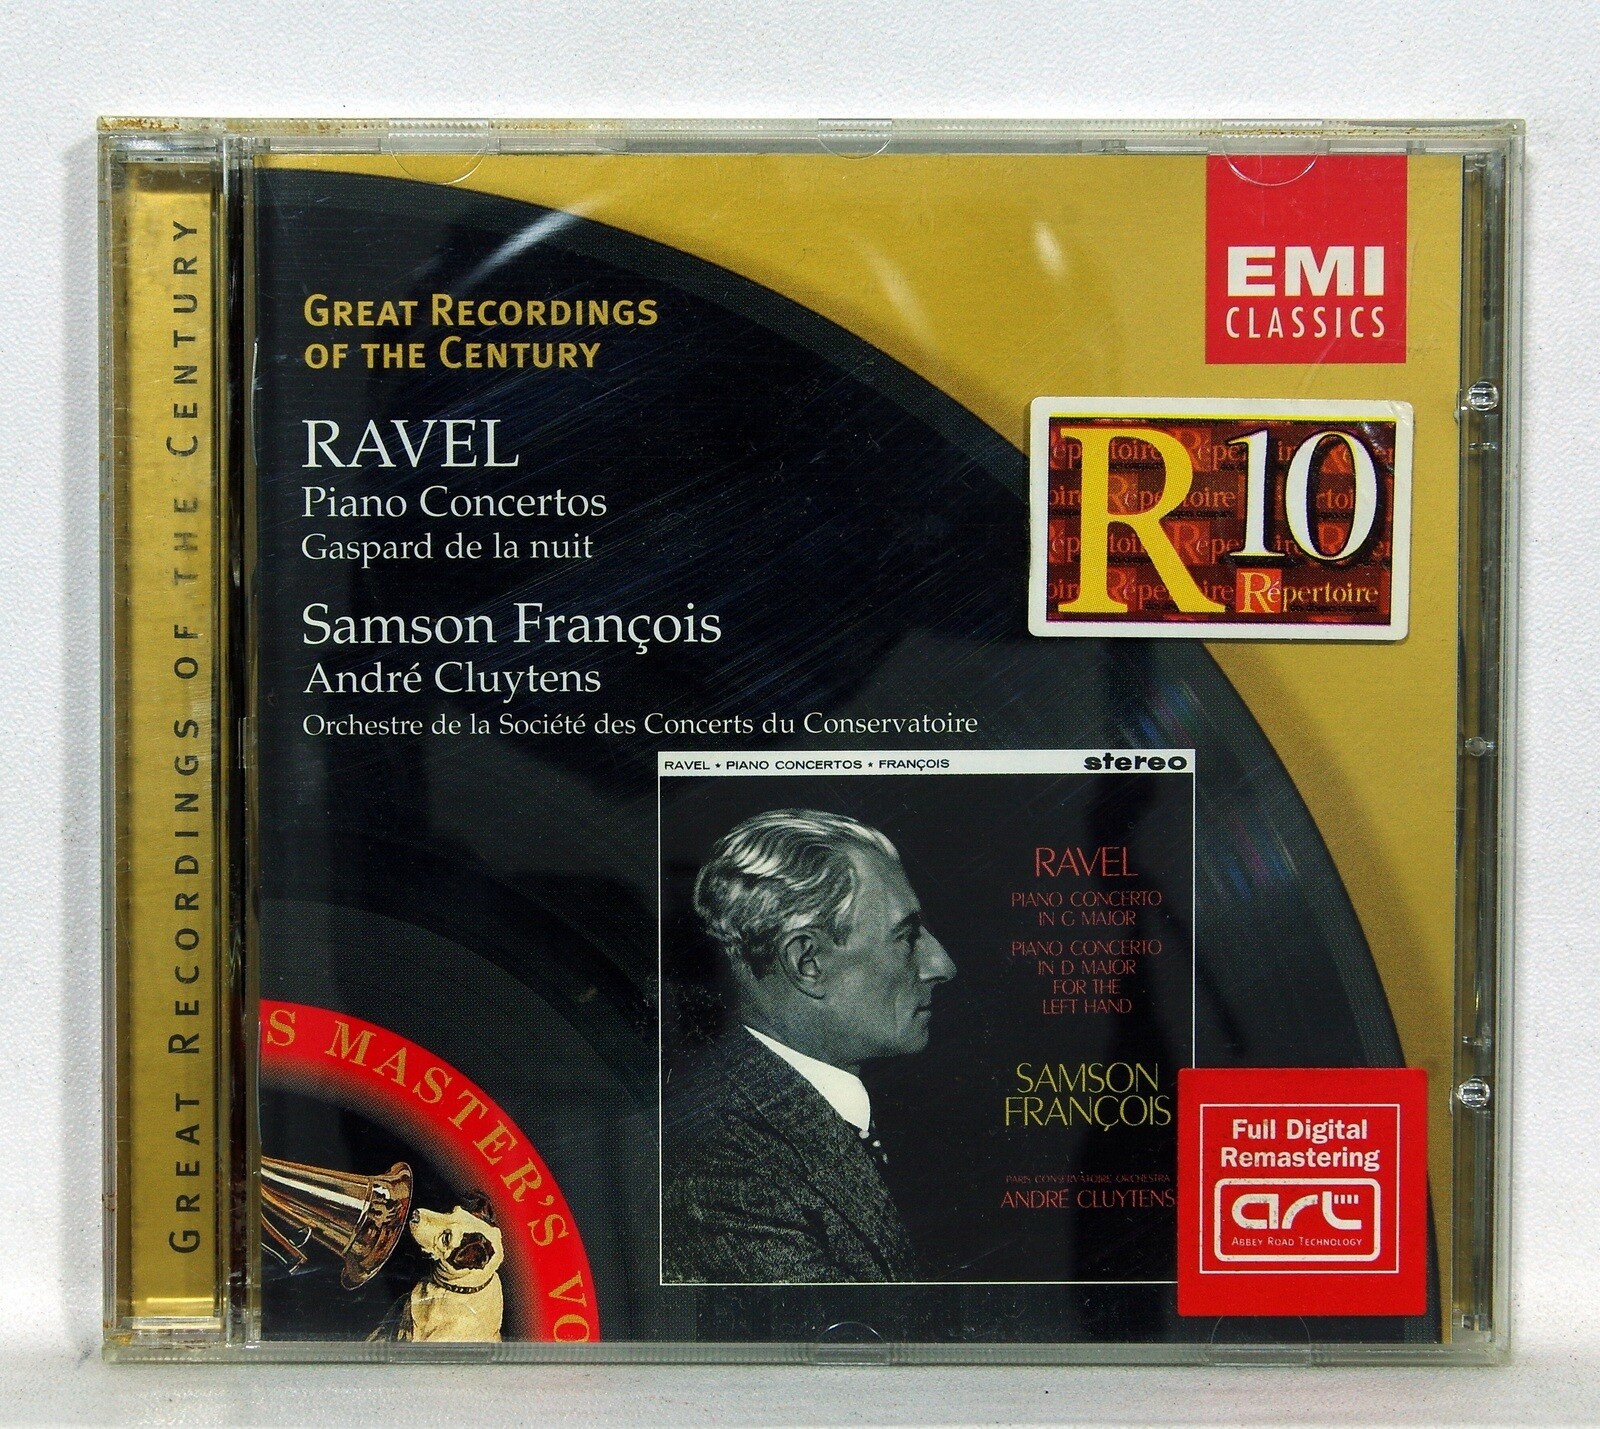 GREAT RECORDINGS OF THE CENTURY
GREAT RECORDINGS
OF THE CENTURY
EMI
CLASSICS
RAVEL
Piano Concertos
Gaspard de la nuit
R10
Répertoire
Samson François
André Cluytens
Orchestre de la Société des Concerts du Conservatoire
RAVEL ★ PIANO CONCERTOS ★ FRANÇOIS stereo
RAVEL
PIANO CONCERTO
IN G MAJOR
PIANO CONCERTO
IN D MAJOR
FOR THE
LEFT HAND
SAMSON
FRANÇOIS
PARIS CONSERVATOIRE ORCHESTRA
ANDRÉ CLUYTENS
S MASTER'S VO
Full Digital
Remastering
art
ABBEY ROAD TECHNOLOGY